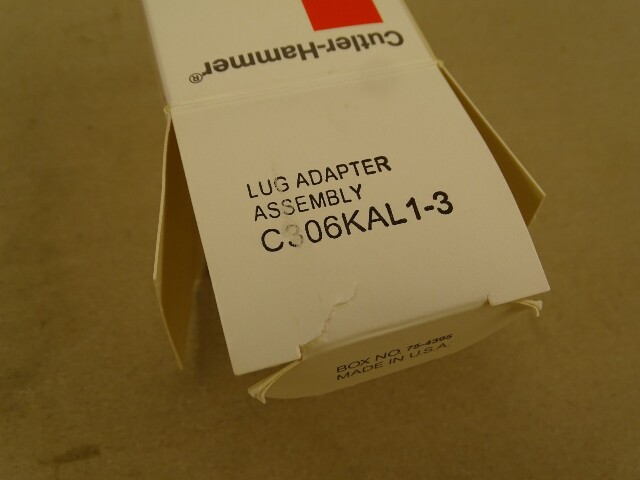 Cutler-Hammer®
LUG ADAPTER
ASSEMBLY
C306KAL1-3
BOX NO. 75-4395
MADE IN U.S.A.